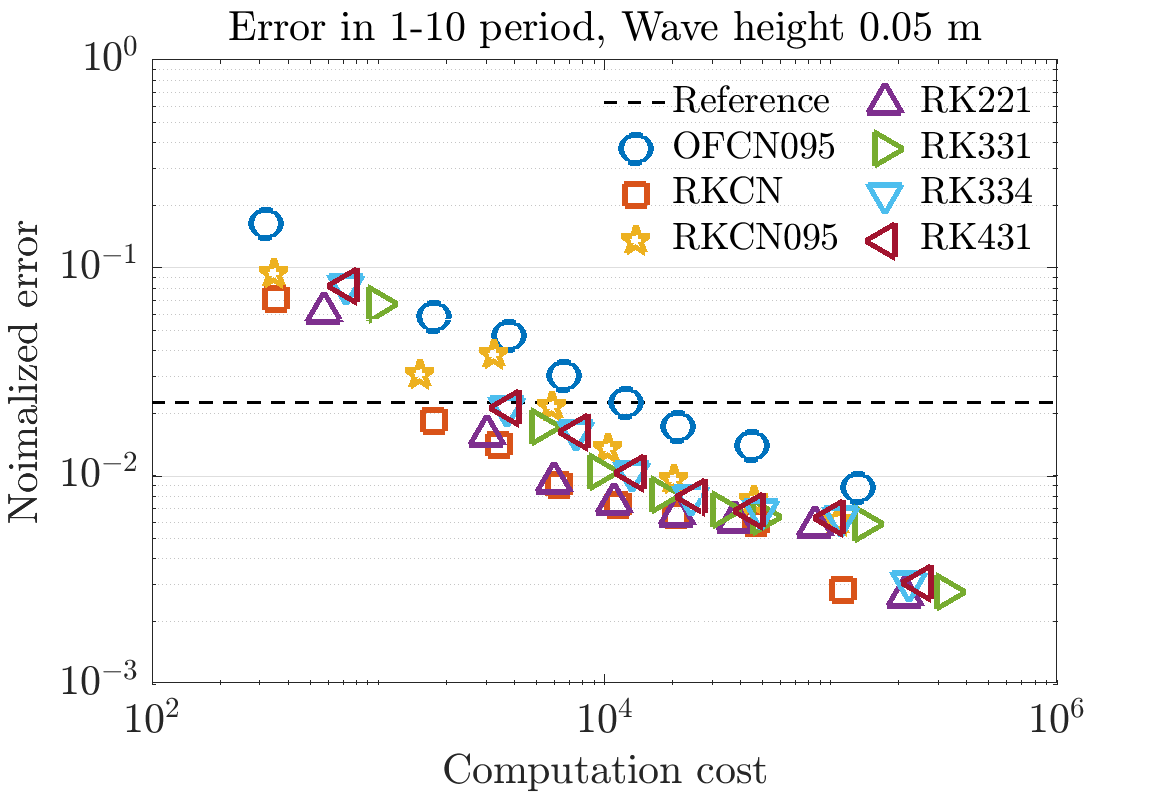 Error in 1-10 period, Wave height 0.05 m
10^0
10^-1
10^-2
10^-3
Noimalized error
Reference
OFCN095
RKCN
RKCN095
RK221
RK331
RK334
RK431
10^2
10^4
10^6
Computation cost